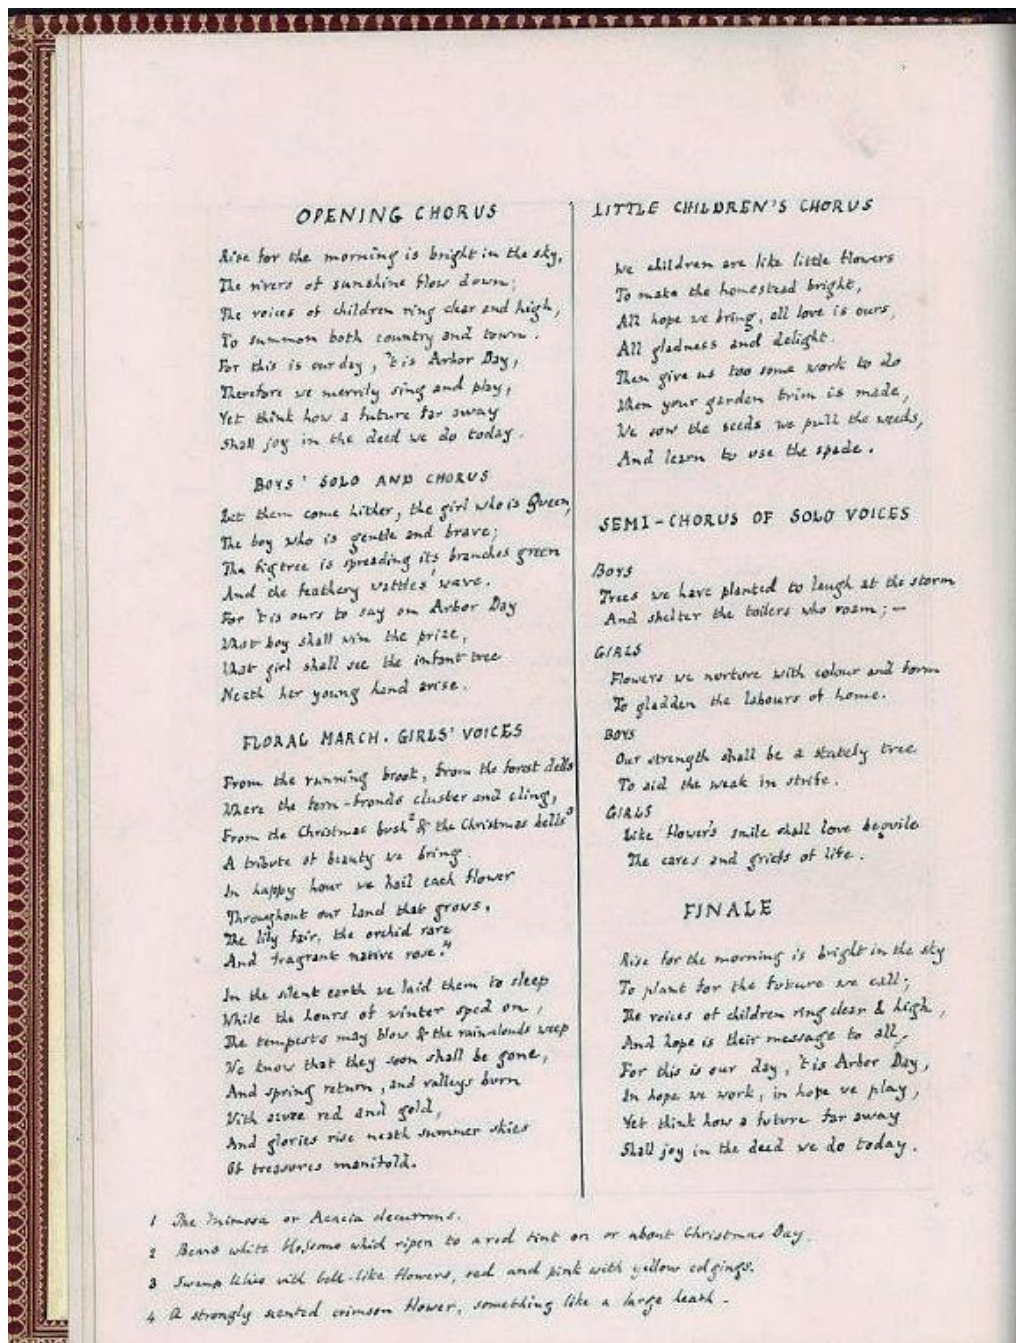 OPENING CHORUS
Rise for the morning is bright in the sky,
The rivers of sunshine flow down;
The voices of children ring clear and high,
To summon both country and town.
For this is our day, 't is Arbor Day,
Therefore we merrily sing and play,
Yet think how a future far away
Shall joy in the deed we do today.
BOYS' SOLO AND CHORUS
Let them come hither, the girl who is Queen,
The boy who is gentle and brave;
The figtree is spreading its branches green
And the feathery wattles¹ wave.
For 't is ours to say on Arbor Day
What boy shall win the prize,
What girl shall see the infant tree
Neath her young hand arise.
FLORAL MARCH. GIRLS' VOICES
From the running brook, from the forest dells
Where the fern-fronds cluster and cling,
From the Christmas bush² & the Christmas bells³
A tribute of beauty we bring.
In happy hour we hail each flower
Throughout our land that grows.
The lily fair, the orchid rare
And fragrant native rose.⁴
In the silent earth we laid them to sleep
While the hours of winter sped on,
The tempests may blow & the rain-clouds weep
We know that they soon shall be gone,
And spring return, and valleys burn
With azure red and gold,
And glories rise neath summer skies
Of treasures manifold.
LITTLE CHILDREN'S CHORUS
We children are like little flowers
To make the homestead bright,
All hope we bring, all love is ours,
All gladness and delight.
Then give us too some work to do
When your garden trim is made,
We sow the seeds we pull the weeds,
And learn to use the spade.
SEMI-CHORUS OF SOLO VOICES
BOYS
Trees we have planted to laugh at the storm
And shelter the toilers who roam; —
GIRLS
Flowers we nurture with colour and form
To gladden the labours of home.
BOYS
Our strength shall be a stately tree
To aid the weak in strife.
GIRLS
Like flower's smile shall love beguile
The cares and griefs of life.
FINALE
Rise for the morning is bright in the sky
To plant for the future we call;
The voices of children ring clear & high,
And hope is their message to all,
For this is our day, 't is Arbor Day,
In hope we work, in hope we play,
Yet think how a future far away
Shall joy in the deed we do today.
1 The Mimosa or Acacia decurrens.
2 Bears white blossoms which ripen to a red tint on or about Christmas Day.
3 Swamp lilies with bell-like flowers, red and pink with yellow edgings.
4 A strongly scented crimson flower, something like a large heath.